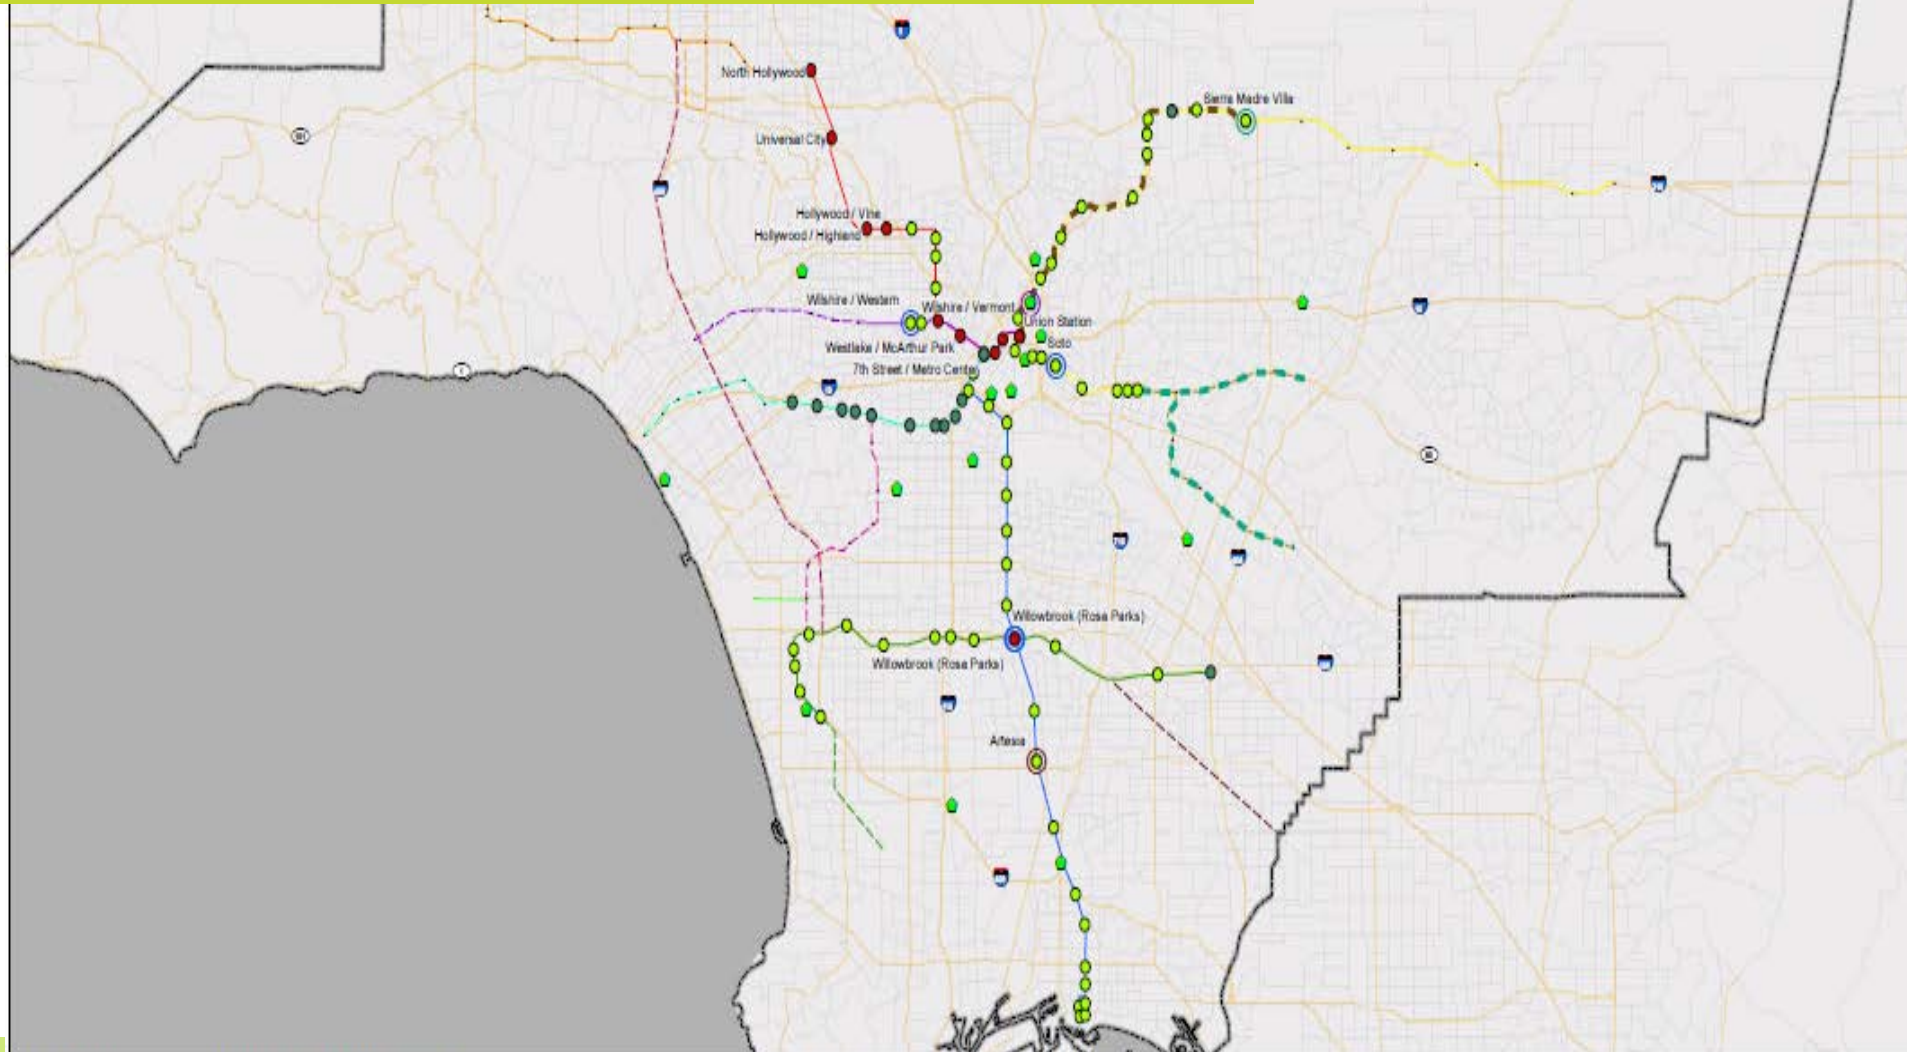 North Hollywood
Sierra Madre Villa
Universal City
Hollywood / Vine
Hollywood / Highland
Wilshire / Western
Wilshire / Vermont
Union Station
Soto
Westlake / McArthur Park
7th Street / Metro Center
Willowbrook (Rosa Parks)
Willowbrook (Rosa Parks)
Artesia